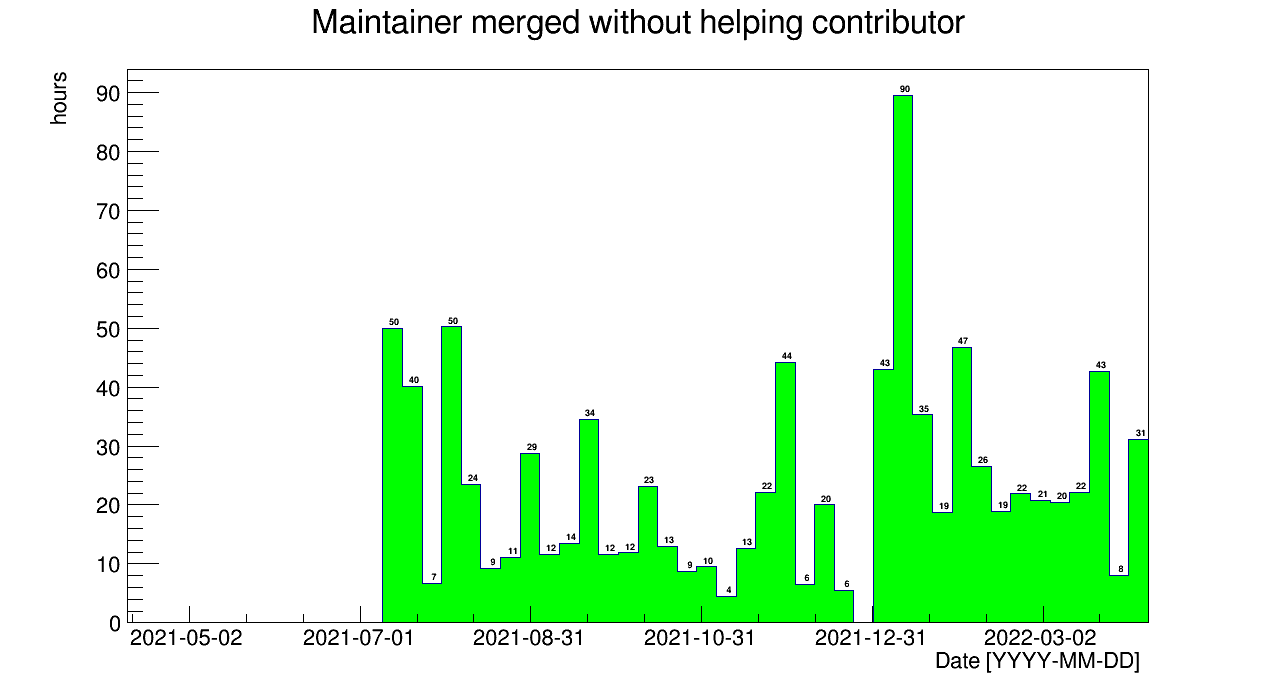 Maintainer merged without helping contributor
hours
90
80
70
60
50
40
30
20
10
0
50 40 7 50 24 9 11 29 12 14 34 12 12 23 13 9 10 4 13 22 44 6 20 6 43 90 35 19 47 26 19 22 21 20 22 43 8 31
2021-05-02 2021-07-01 2021-08-31 2021-10-31 2021-12-31 2022-03-02
Date [YYYY-MM-DD]